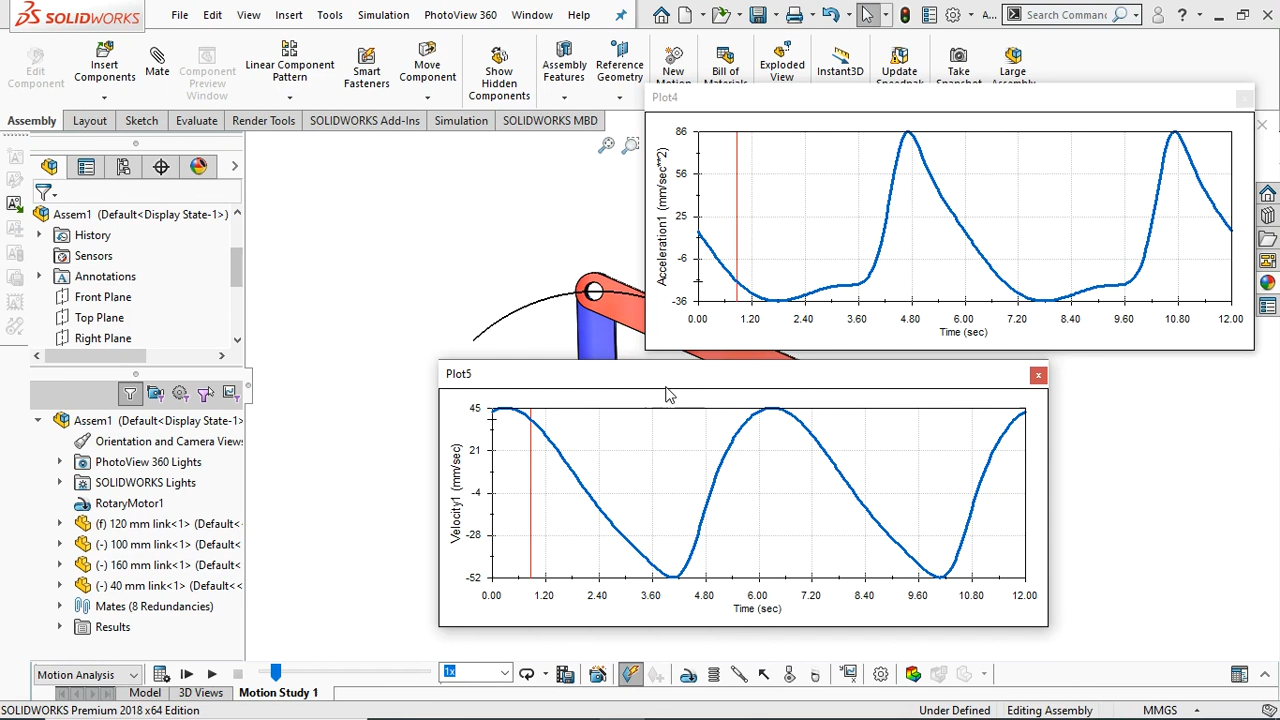 SOLIDWORKS
File Edit View Insert Tools Simulation PhotoView 360 Window Help
A...
Search Comman
Edit
Component
Insert
Components
Mate
Component
Preview
Window
Linear Component
Pattern
Smart
Fasteners
Move
Component
Show
Hidden
Components
Assembly
Features
Reference
Geometry
New
Bill of
Exploded
View
Instant3D
Update
Take
Large
Assembly Layout Sketch Evaluate Render Tools SOLIDWORKS Add-Ins Simulation SOLIDWORKS MBD
Plot4
86
56
25
-6
-36
Acceleration1 (mm/sec**2)
0.00 1.20 2.40 3.60 4.80 6.00 7.20 8.40 9.60 10.80 12.00
Time (sec)
Assem1 (Default<Display State-1>)
History
Sensors
Annotations
Front Plane
Top Plane
Right Plane
Plot5
x
45
21
-4
-28
-52
Velocity1 (mm/sec)
0.00 1.20 2.40 3.60 4.80 6.00 7.20 8.40 9.60 10.80 12.00
Time (sec)
Assem1 (Default<Display State-1>
Orientation and Camera Views
PhotoView 360 Lights
SOLIDWORKS Lights
RotaryMotor1
(f) 120 mm link<1> (Default<
(-) 100 mm link<1> (Default<
(-) 160 mm link<1> (Default<
(-) 40 mm link<1> (Default<
Mates (8 Redundancies)
Results
Motion Analysis
1x
Model 3D Views Motion Study 1
SOLIDWORKS Premium 2018 x64 Edition
Under Defined Editing Assembly MMGS